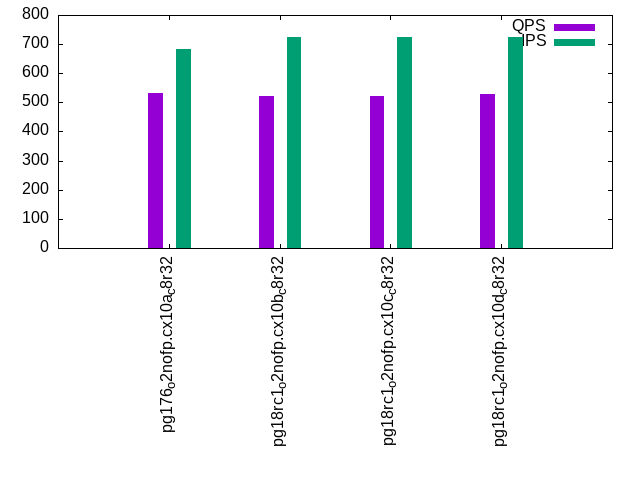 800
700
600
500
400
300
200
100
0
QPS
IPS
pg176o2nofp.cx10ac8r32
pg18rc1o2nofp.cx10bc8r32
pg18rc1o2nofp.cx10cc8r32
pg18rc1o2nofp.cx10dc8r32